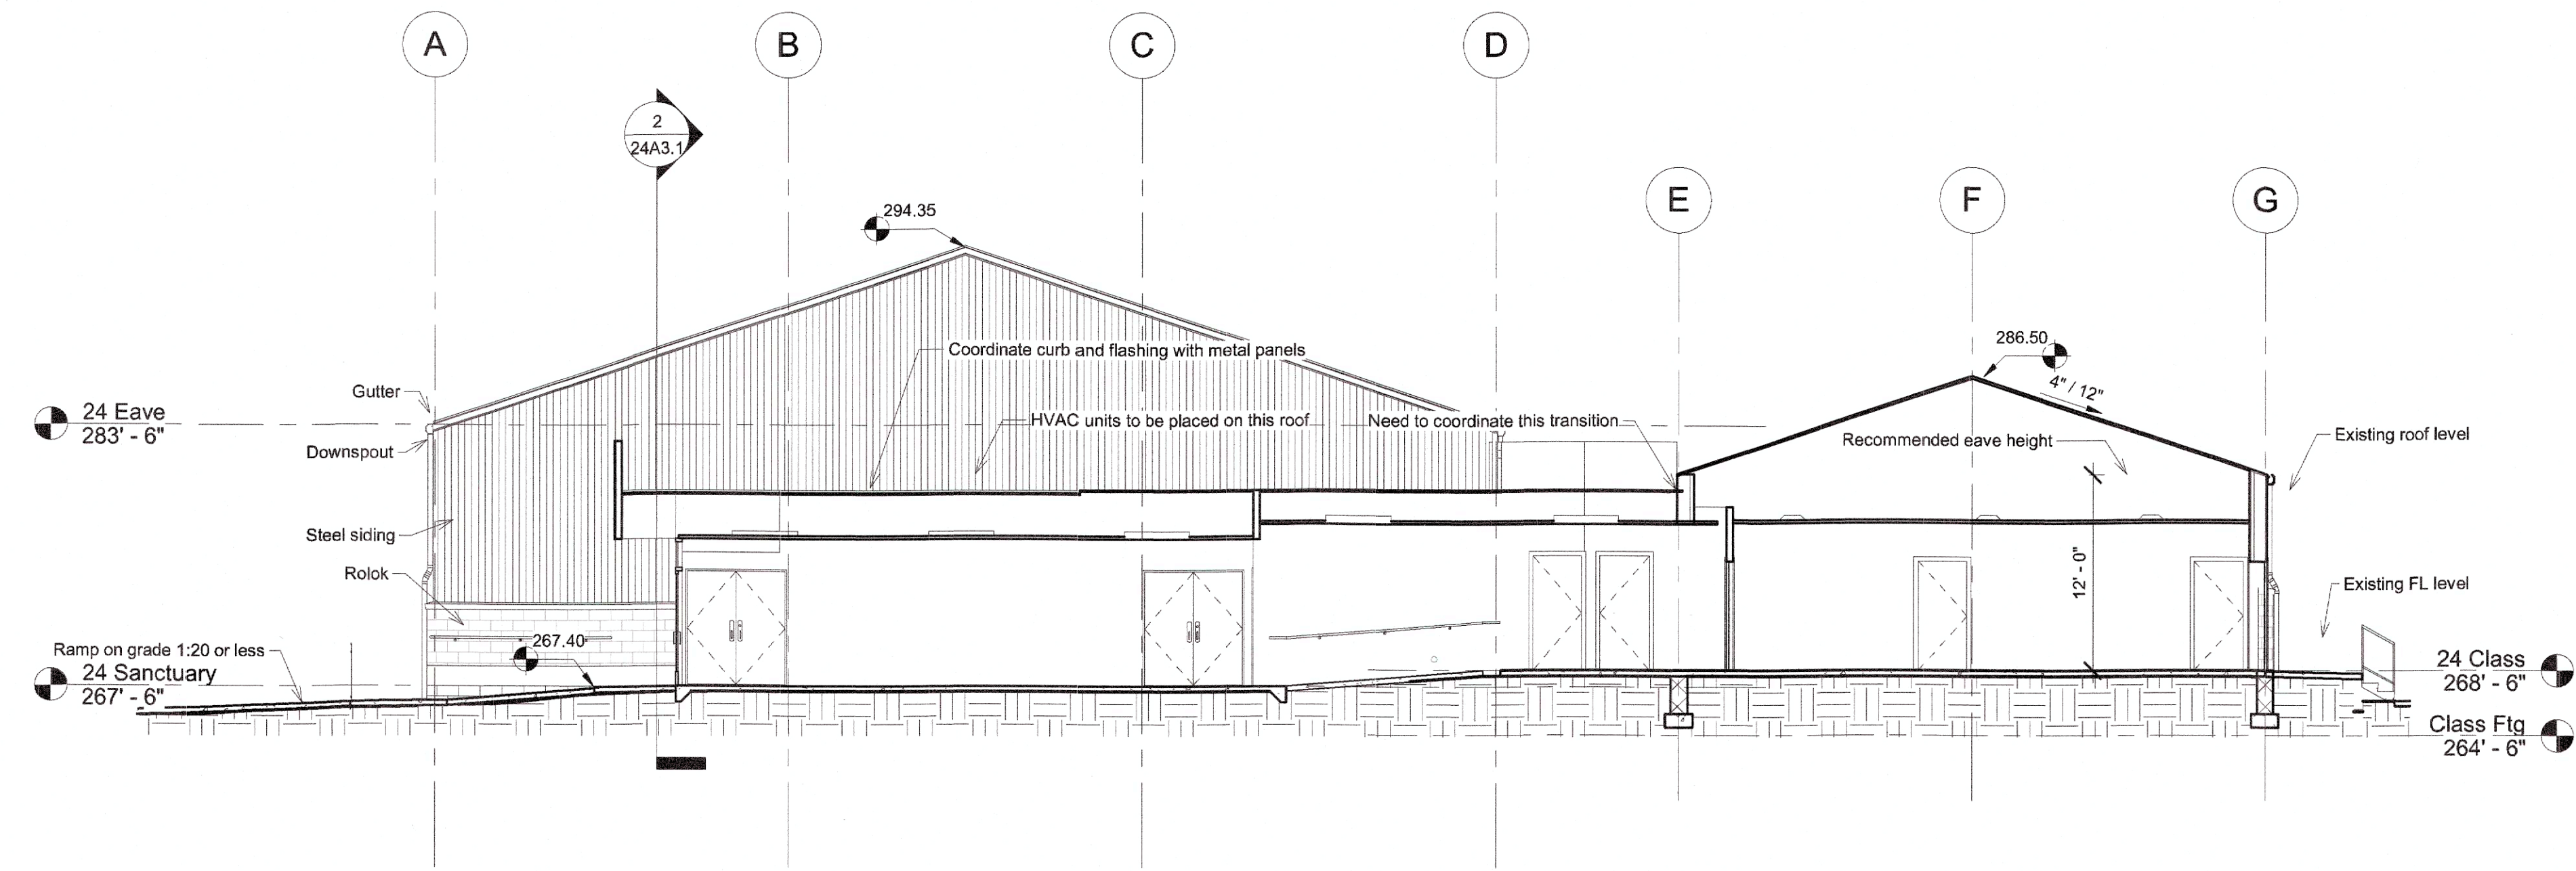 A
B
C
D
2
24A3.1
E
F
G
294.35
286.50
4" / 12"
Coordinate curb and flashing with metal panels
Gutter
24 Eave
283' - 6"
HVAC units to be placed on this roof
Need to coordinate this transition
Recommended eave height
Existing roof level
Downspout
Steel siding
Rolok
12' - 0"
Existing FL level
267.40
Ramp on grade 1:20 or less
24 Sanctuary
267' - 6"
24 Class
268' - 6"
Class Ftg
264' - 6"